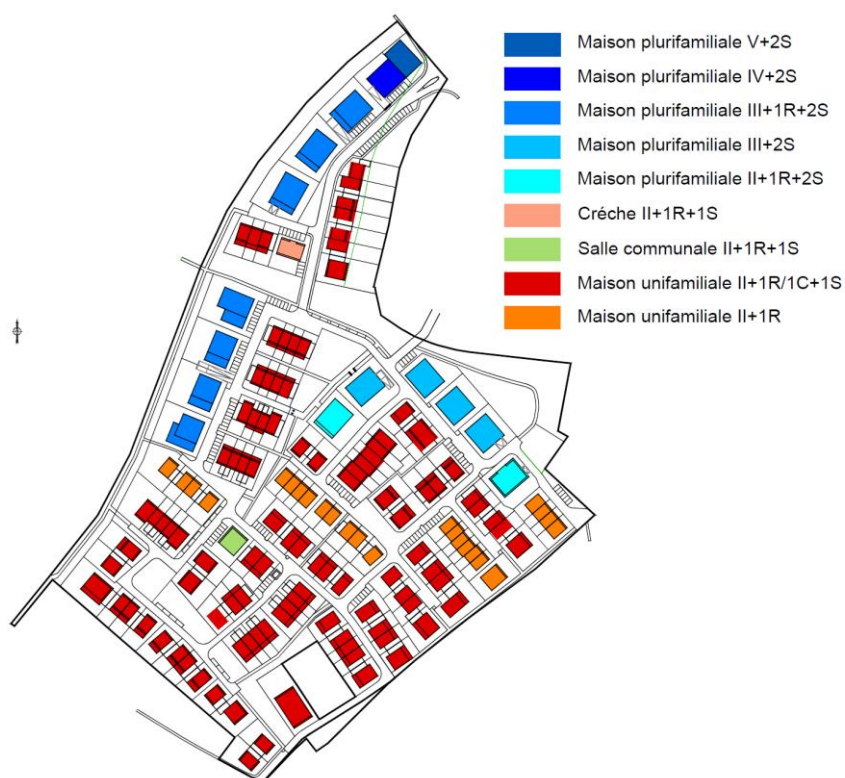 Maison plurifamiliale V+2S
Maison plurifamiliale IV+2S
Maison plurifamiliale III+1R+2S
Maison plurifamiliale III+2S
Maison plurifamiliale II+1R+2S
Créche II+1R+1S
Salle communale II+1R+1S
Maison unifamiliale II+1R/1C+1S
Maison unifamiliale II+1R